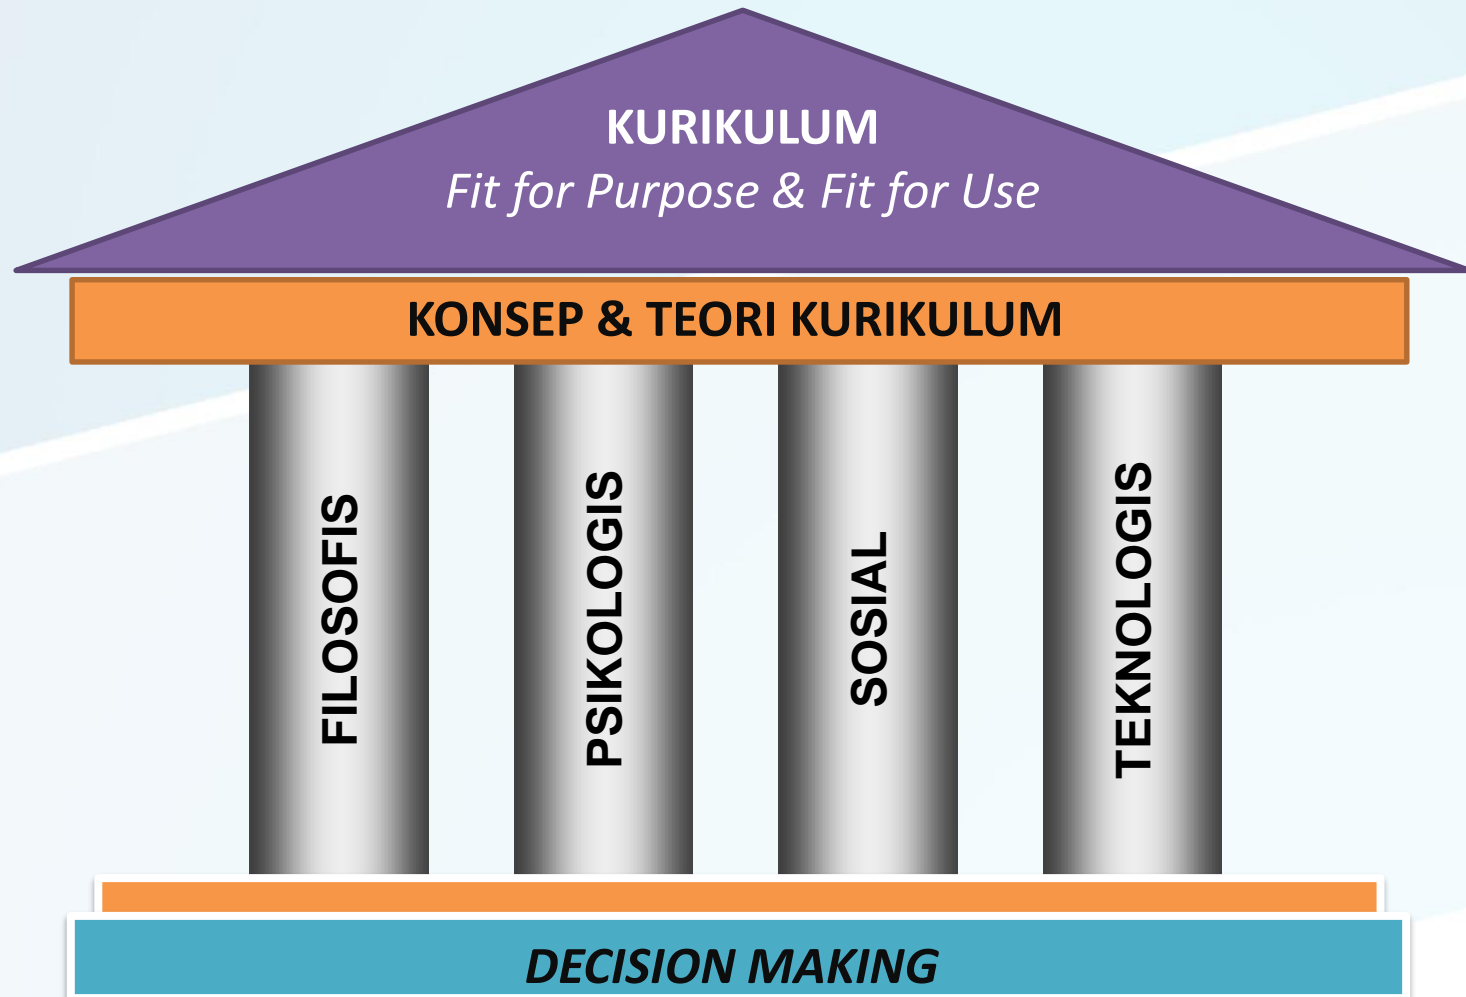 KURIKULUM
Fit for Purpose & Fit for Use
KONSEP & TEORI KURIKULUM
FILOSOFIS
PSIKOLOGIS
SOSIAL
TEKNOLOGIS
DECISION MAKING